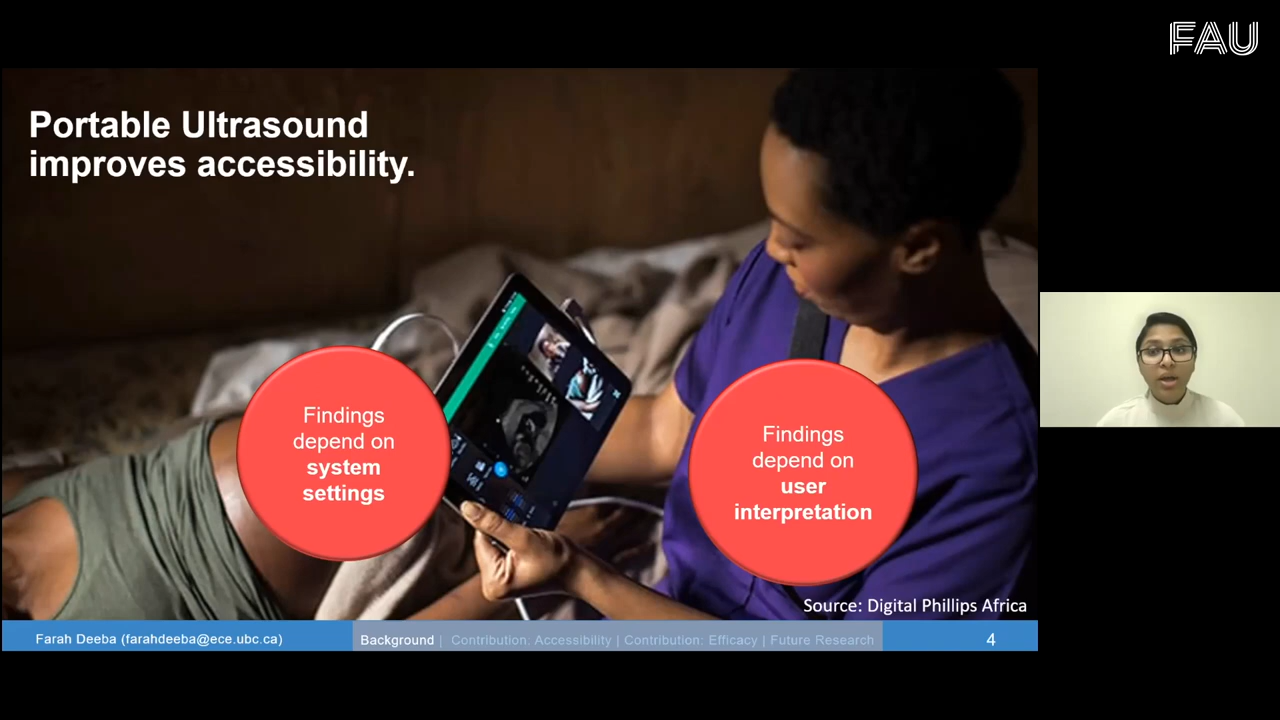 FAU
Portable Ultrasound
improves accessibility.
Findings
depend on
system
settings
Findings
depend on
user
interpretation
Source: Digital Phillips Africa
Farah Deeba (farahdeeba@ece.ubc.ca)
Background | Contribution: Accessibility | Contribution: Efficacy | Future Research
4